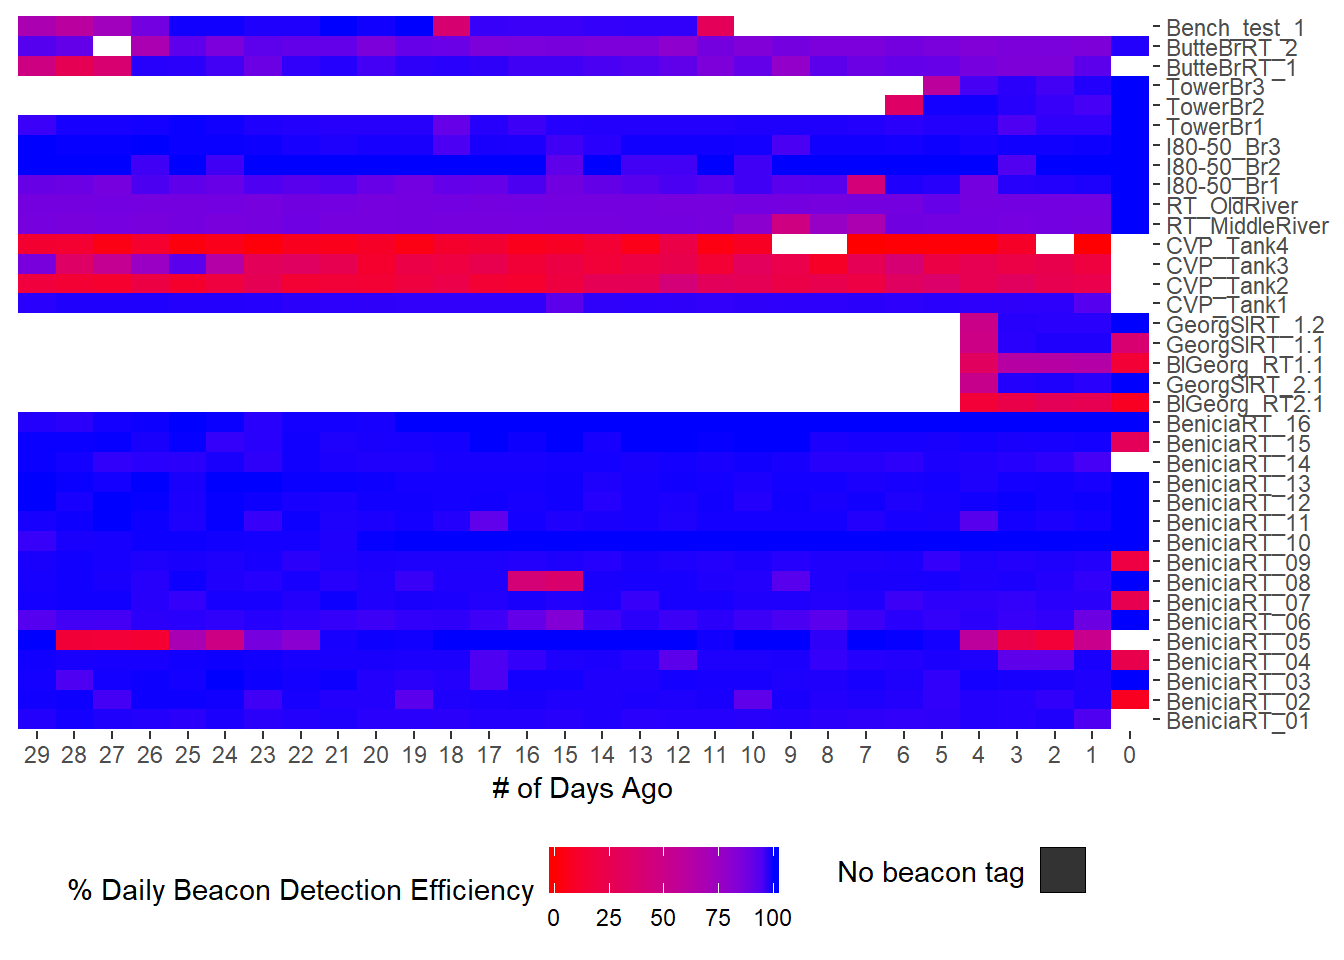 Bench_test_1
ButteBrRT_2
ButteBrRT_1
TowerBr3
TowerBr2
TowerBr1
I80-50_Br3
I80-50_Br2
I80-50_Br1
RT_OldRiver
RT_MiddleRiver
CVP_Tank4
CVP_Tank3
CVP_Tank2
CVP_Tank1
GeorgSlRT_1.2
GeorgSlRT_1.1
BlGeorg_RT1.1
GeorgSlRT_2.1
BlGeorg_RT2.1
BeniciaRT_16
BeniciaRT_15
BeniciaRT_14
BeniciaRT_13
BeniciaRT_12
BeniciaRT_11
BeniciaRT_10
BeniciaRT_09
BeniciaRT_08
BeniciaRT_07
BeniciaRT_06
BeniciaRT_05
BeniciaRT_04
BeniciaRT_03
BeniciaRT_02
BeniciaRT_01
29 28 27 26 25 24 23 22 21 20 19 18 17 16 15 14 13 12 11 10 9 8 7 6 5 4 3 2 1 0
# of Days Ago
% Daily Beacon Detection Efficiency
0 25 50 75 100
No beacon tag